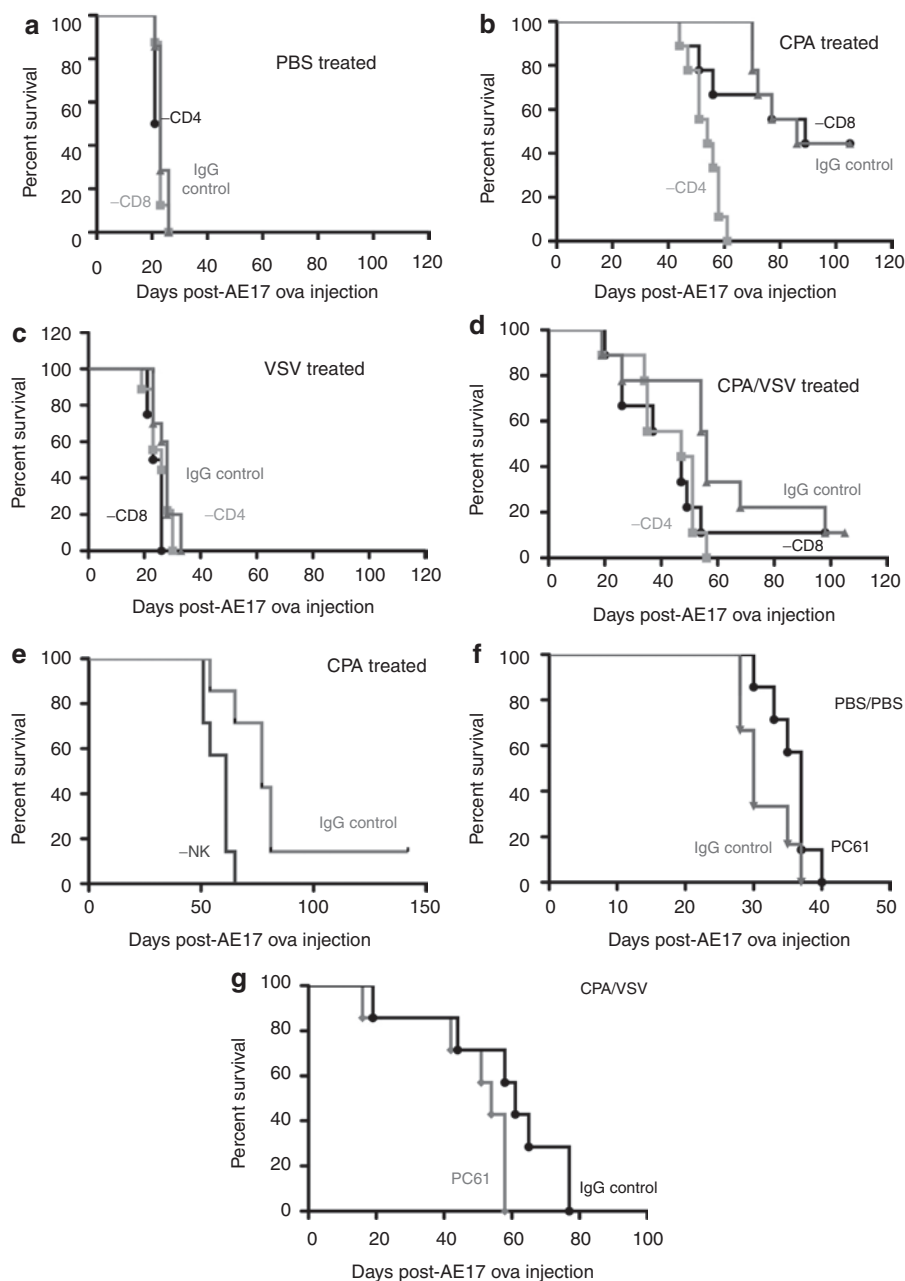 a
PBS treated
–CD4
IgG
control
–CD8
Percent survival
100
80
60
40
20
0
0 20 40 60 80 100 120
Days post-AE17 ova injection
b
CPA treated
–CD8
IgG control
–CD4
Percent survival
100
80
60
40
20
0
0 20 40 60 80 100 120
Days post-AE17 ova injection
c
VSV treated
IgG control
–CD8
–CD4
Percent survival
120
100
80
60
40
20
0
0 20 40 60 80 100 120
Days post-AE17 ova injection
d
CPA/VSV treated
IgG control
–CD4
–CD8
Percent survival
100
80
60
40
20
0
0 20 40 60 80 100 120
Days post-AE17 ova injection
e
CPA treated
IgG control
–NK
Percent survival
100
80
60
40
20
0
0 50 100 150
Days post-AE17 ova injection
f
PBS/PBS
IgG control
PC61
Percent survival
100
80
60
40
20
0
0 10 20 30 40 50
Days post-AE17 ova injection
g
CPA/VSV
PC61
IgG control
Percent survival
100
80
60
40
20
0
0 20 40 60 80 100
Days post-AE17 ova injection